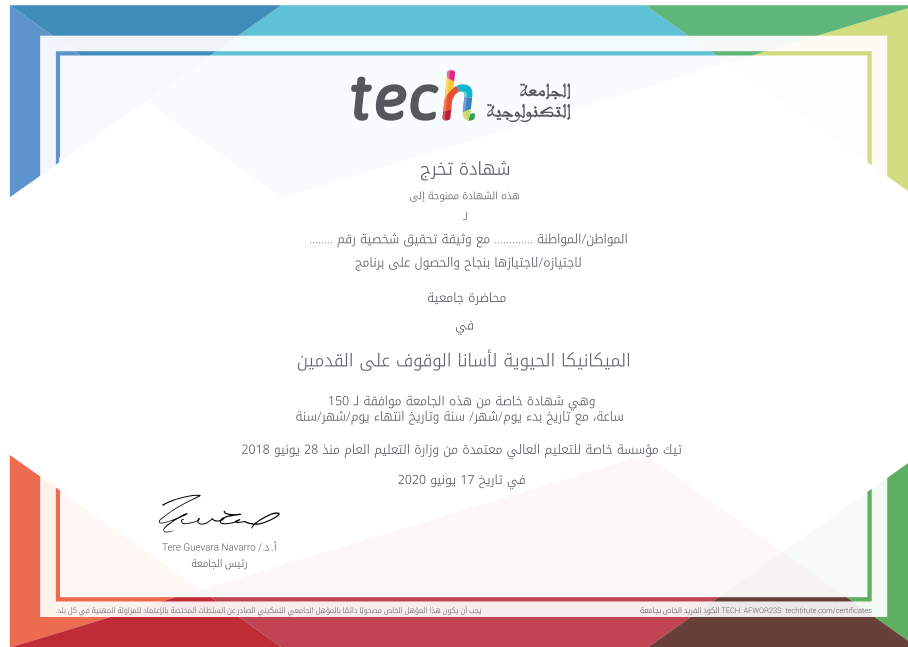 tech
الجامعة
التكنولوجية
شهادة تخرج
هذه الشهادة ممنوحة إلى
لـ
المواطن/المواطنة ............ مع وثيقة تحقيق شخصية رقم ........
لاجتيازه/لاجتيازها بنجاح والحصول على برنامج
محاضرة جامعية
في
الميكانيكا الحيوية لأسانا الوقوف على القدمين
وهي شهادة خاصة من هذه الجامعة موافقة لـ 150
ساعة، مع تاريخ بدء يوم/شهر/ سنة وتاريخ انتهاء يوم/شهر/سنة
تيك مؤسسة خاصة للتعليم العالي معتمدة من وزارة التعليم العام منذ 28 يونيو 2018
في تاريخ 17 يونيو 2020
أ. د./ Tere Guevara Navarro
رئيس الجامعة
يجب أن يكون هذا المؤهل الخاص مصحوبًا دائمًا بالمؤهل الجامعي التمكيني الصادر عن السلطات المختصة بالإعتماد للمزاولة المهنية في كل بلد.
الكود الفريد الخاص بجامعة TECH: AFWOR23S techtitute.com/certificates